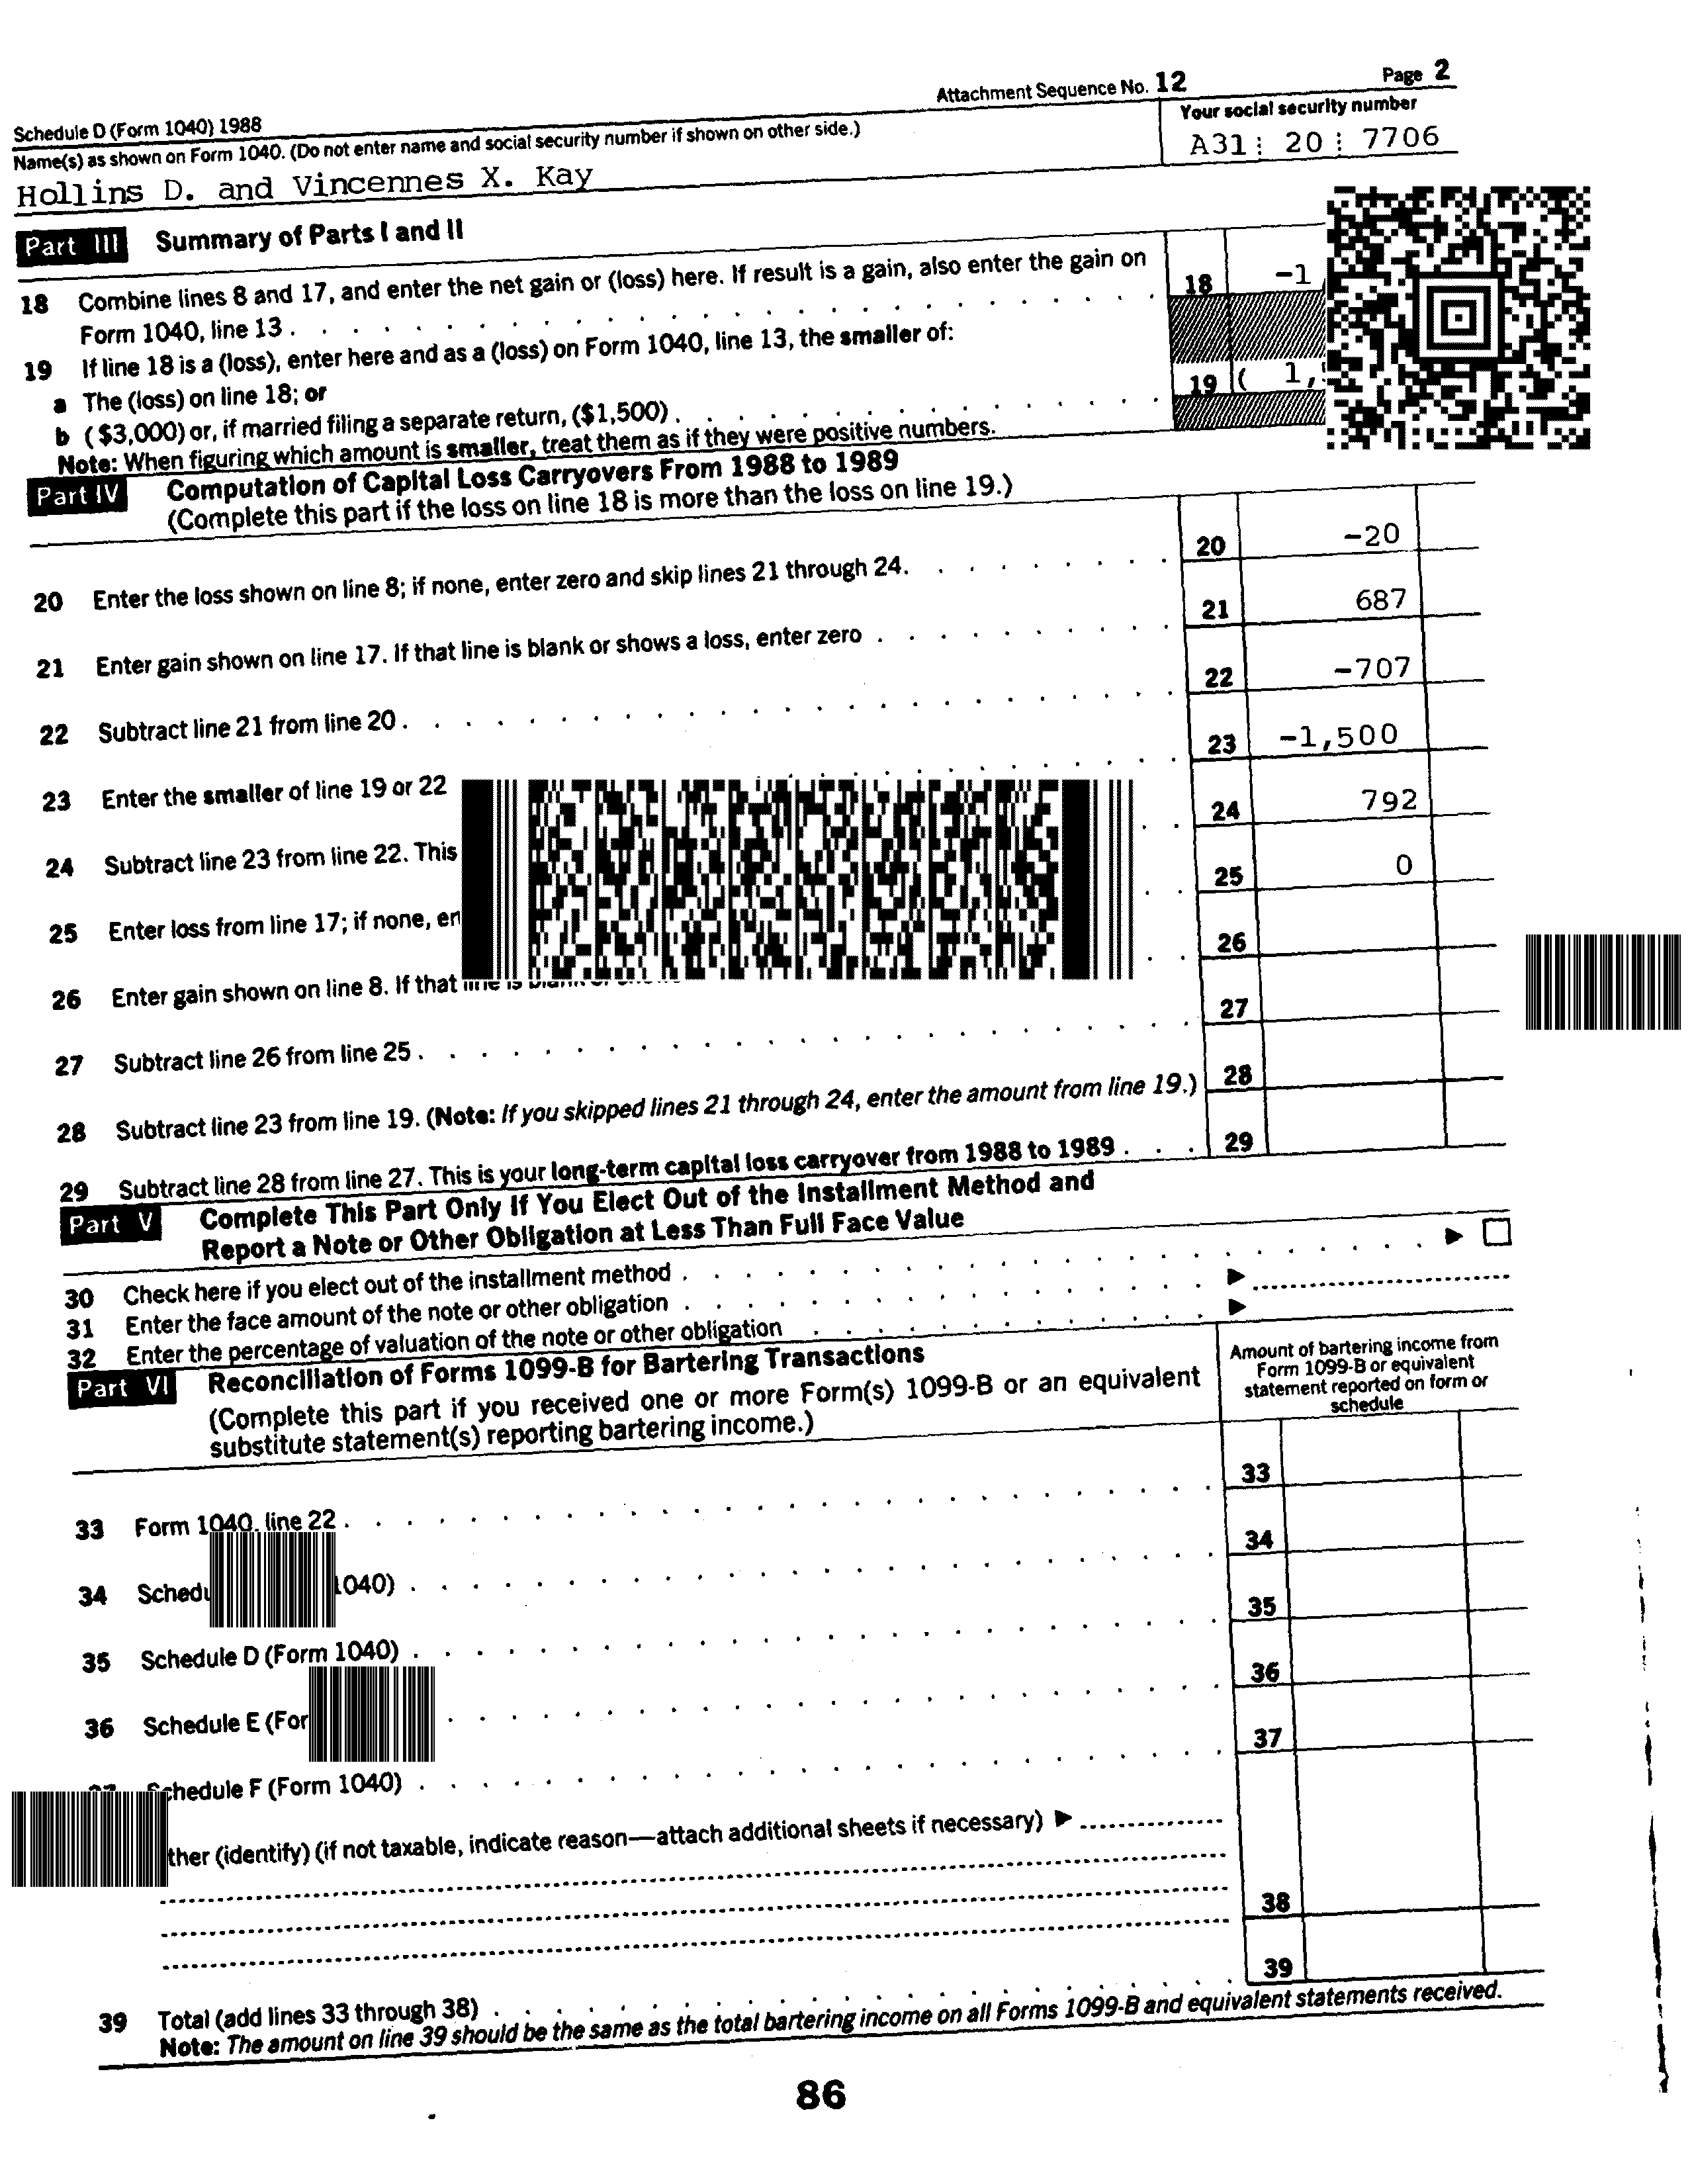 Attachment Sequence No. 12 Page 2
Schedule D (Form 1040) 1988
Name(s) as shown on Form 1040. (Do not enter name and social security number if shown on other side.)
Your social security number
Hollins D. and Vincennes X. Kay
A31 20 7706
Part III Summary of Parts I and II
18 Combine lines 8 and 17, and enter the net gain or (loss) here. If result is a gain, also enter the gain on
Form 1040, line 13 . . . . . . . . . . . . . . . . . . 18 -1
19 If line 18 is a (loss), enter here and as a (loss) on Form 1040, line 13, the smaller of:
a The (loss) on line 18; or
b ($3,000) or, if married filing a separate return, ($1,500) . . . . . . . . . . 19 ( 1,
Note: When figuring which amount is smaller, treat them as if they were positive numbers.
Part IV Computation of Capital Loss Carryovers From 1988 to 1989
(Complete this part if the loss on line 18 is more than the loss on line 19.)
20 Enter the loss shown on line 8; if none, enter zero and skip lines 21 through 24. . . . . . . . 20 -20
21 Enter gain shown on line 17. If that line is blank or shows a loss, enter zero . . . . . . . . 21 687
22 Subtract line 21 from line 20 . . . . . . . . . . . . . . . 22 -707
23 Enter the smaller of line 19 or 22 23 -1,500
24 Subtract line 23 from line 22. This 24 792
25 Enter loss from line 17; if none, 25 0
26 Enter gain shown on line 8. If that line is 26
27 Subtract line 26 from line 25 . . . . . . . . . . . . . . . 27
28 Subtract line 23 from line 19. (Note: If you skipped lines 21 through 24, enter the amount from line 19.) 28
29 Subtract line 28 from line 27. This is your long-term capital loss carryover from 1988 to 1989 . . . 29
Part V Complete This Part Only If You Elect Out of the Installment Method and
Report a Note or Other Obligation at Less Than Full Face Value
30 Check here if you elect out of the installment method . . . . . . . . . . . . . . ▶ ☐
31 Enter the face amount of the note or other obligation . . . . . . . . . . . ▶
32 Enter the percentage of valuation of the note or other obligation . . . . . . . . ▶
Part VI Reconciliation of Forms 1099-B for Bartering Transactions
(Complete this part if you received one or more Form(s) 1099-B or an equivalent
substitute statement(s) reporting bartering income.)
Amount of bartering income from
Form 1099-B or equivalent
statement reported on form or
schedule
33 Form 1040, line 22 . . . . . . . . . . . . . . . . . 33
34 1040) . . . . . . . . . . . . . . . . . 34
35 Schedule D (Form 1040) . . . . . . . . . . . . . . . . . 35
36 Schedule E . . . . . . . . . . . . . . . . . 36
Schedule F (Form 1040) . . . . . . . . . . . . . . . . . 37
(identify) (if not taxable, indicate reason—attach additional sheets if necessary) ▶
38
39 Total (add lines 33 through 38) . . . . . . . . . . . . . . . 39
Note: The amount on line 39 should be the same as the total bartering income on all Forms 1099-B and equivalent statements received.
86